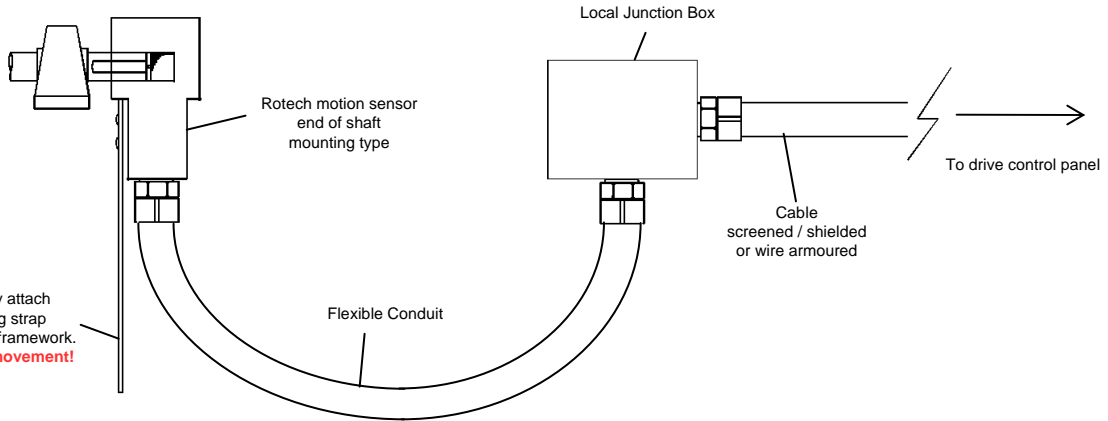 Local Junction Box
Rotech motion sensor
end of shaft
mounting type
To drive control panel
Cable
screened / shielded
or wire armoured
Flexible Conduit
attach
strap
framework.